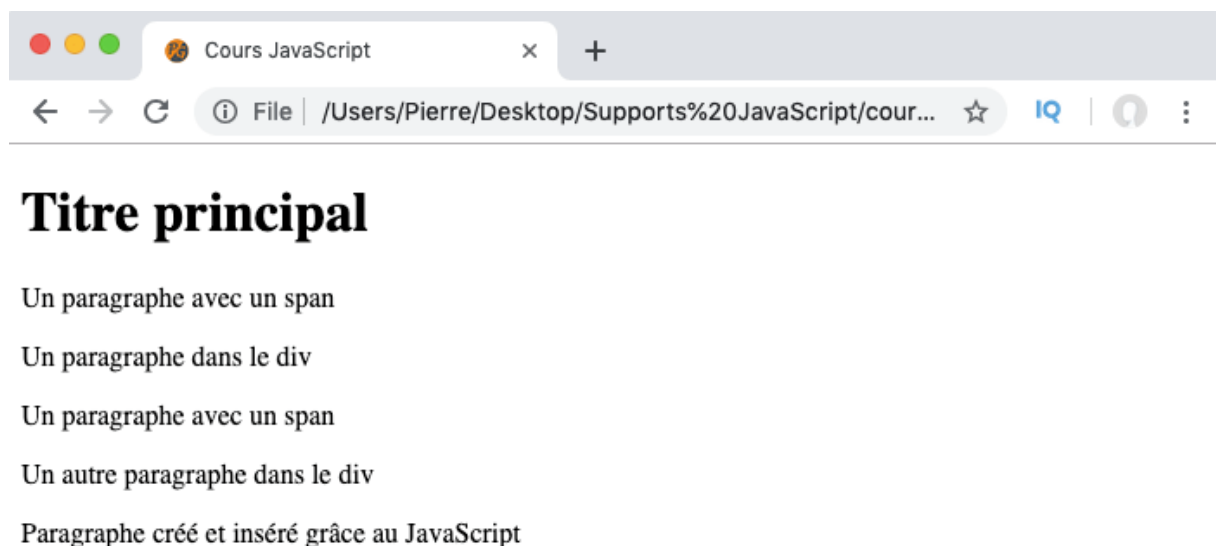 Cours JavaScript
File /Users/Pierre/Desktop/Supports%20JavaScript/cour... IQ
Titre principal
Un paragraphe avec un span
Un paragraphe dans le div
Un paragraphe avec un span
Un autre paragraphe dans le div
Paragraphe créé et inséré grâce au JavaScript